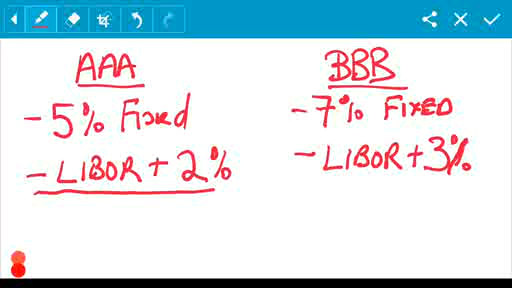 AAA
- 5% Fixed
- LIBOR + 2%
BBB
- 7% FIXED
- LIBOR + 3%